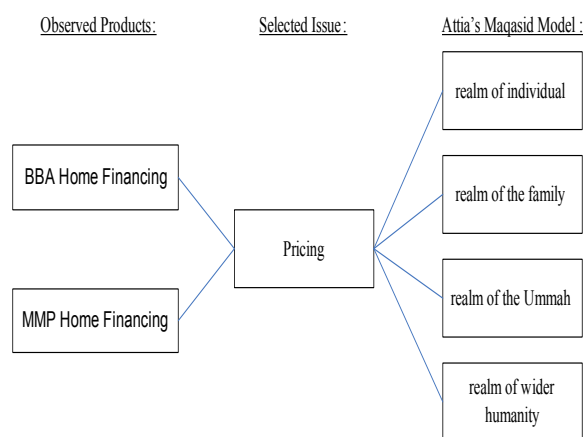 Observed Products:
Selected Issue:
Attia's Maqasid Model :
BBA Home Financing
MMP Home Financing
Pricing
realm of individual
realm of the family
realm of the Ummah
realm of wider
humanity